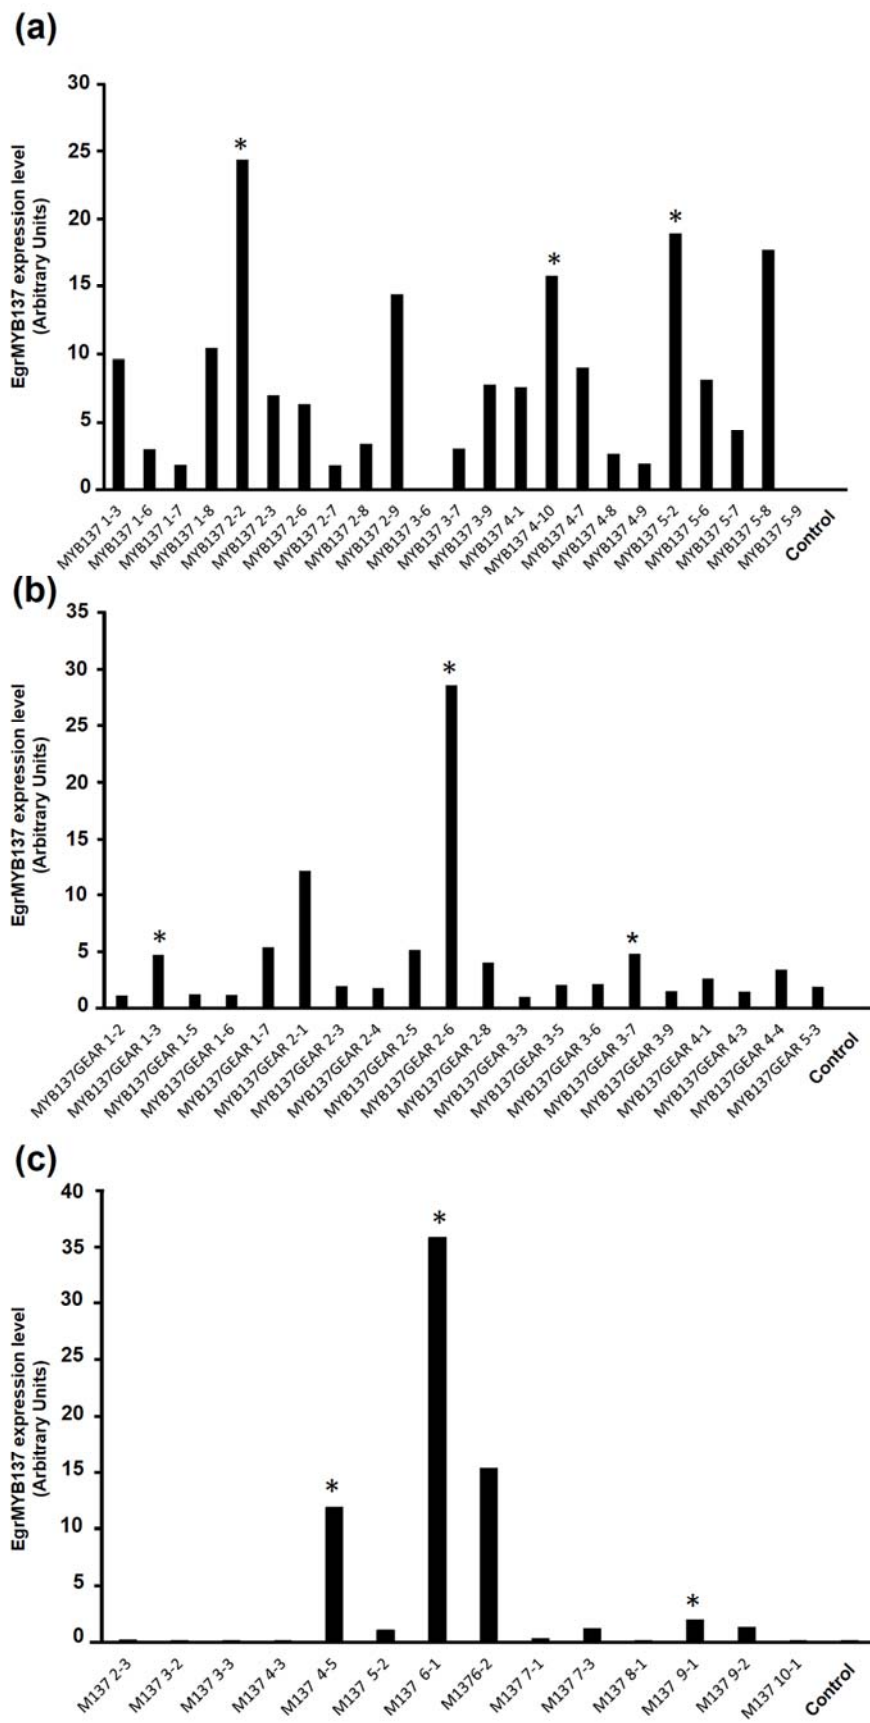 (a)
EgrMYB137 expression level
(Arbitrary Units)
30
25
20
15
10
5
0
*
*
*
MYB137 1-3
MYB137 1-6
MYB137 1-7
MYB137 1-8
MYB137 2-2
MYB137 2-3
MYB137 2-6
MYB137 2-7
MYB137 2-8
MYB137 2-9
MYB137 3-6
MYB137 3-7
MYB137 3-9
MYB137 4-1
MYB137 4-10
MYB137 4-7
MYB137 4-8
MYB137 4-9
MYB137 5-2
MYB137 5-6
MYB137 5-7
MYB137 5-8
MYB137 5-9
Control
(b)
EgrMYB137 expression level
(Arbitrary Units)
35
30
25
20
15
10
5
0
*
*
*
MYB137GEAR 1-2
MYB137GEAR 1-3
MYB137GEAR 1-5
MYB137GEAR 1-6
MYB137GEAR 1-7
MYB137GEAR 2-1
MYB137GEAR 2-3
MYB137GEAR 2-4
MYB137GEAR 2-5
MYB137GEAR 2-6
MYB137GEAR 2-8
MYB137GEAR 3-3
MYB137GEAR 3-5
MYB137GEAR 3-6
MYB137GEAR 3-7
MYB137GEAR 3-9
MYB137GEAR 4-1
MYB137GEAR 4-3
MYB137GEAR 4-4
MYB137GEAR 5-3
Control
(c)
EgrMYB137 expression level
(Arbitrary Units)
40
35
30
25
20
15
10
5
0
*
*
*
M137 2-3
M137 3-2
M137 3-3
M137 4-3
M137 4-5
M137 5-2
M137 6-1
M1376-2
M137 7-1
M137 7-3
M137 8-1
M137 9-1
M137 9-2
M137 10-1
Control